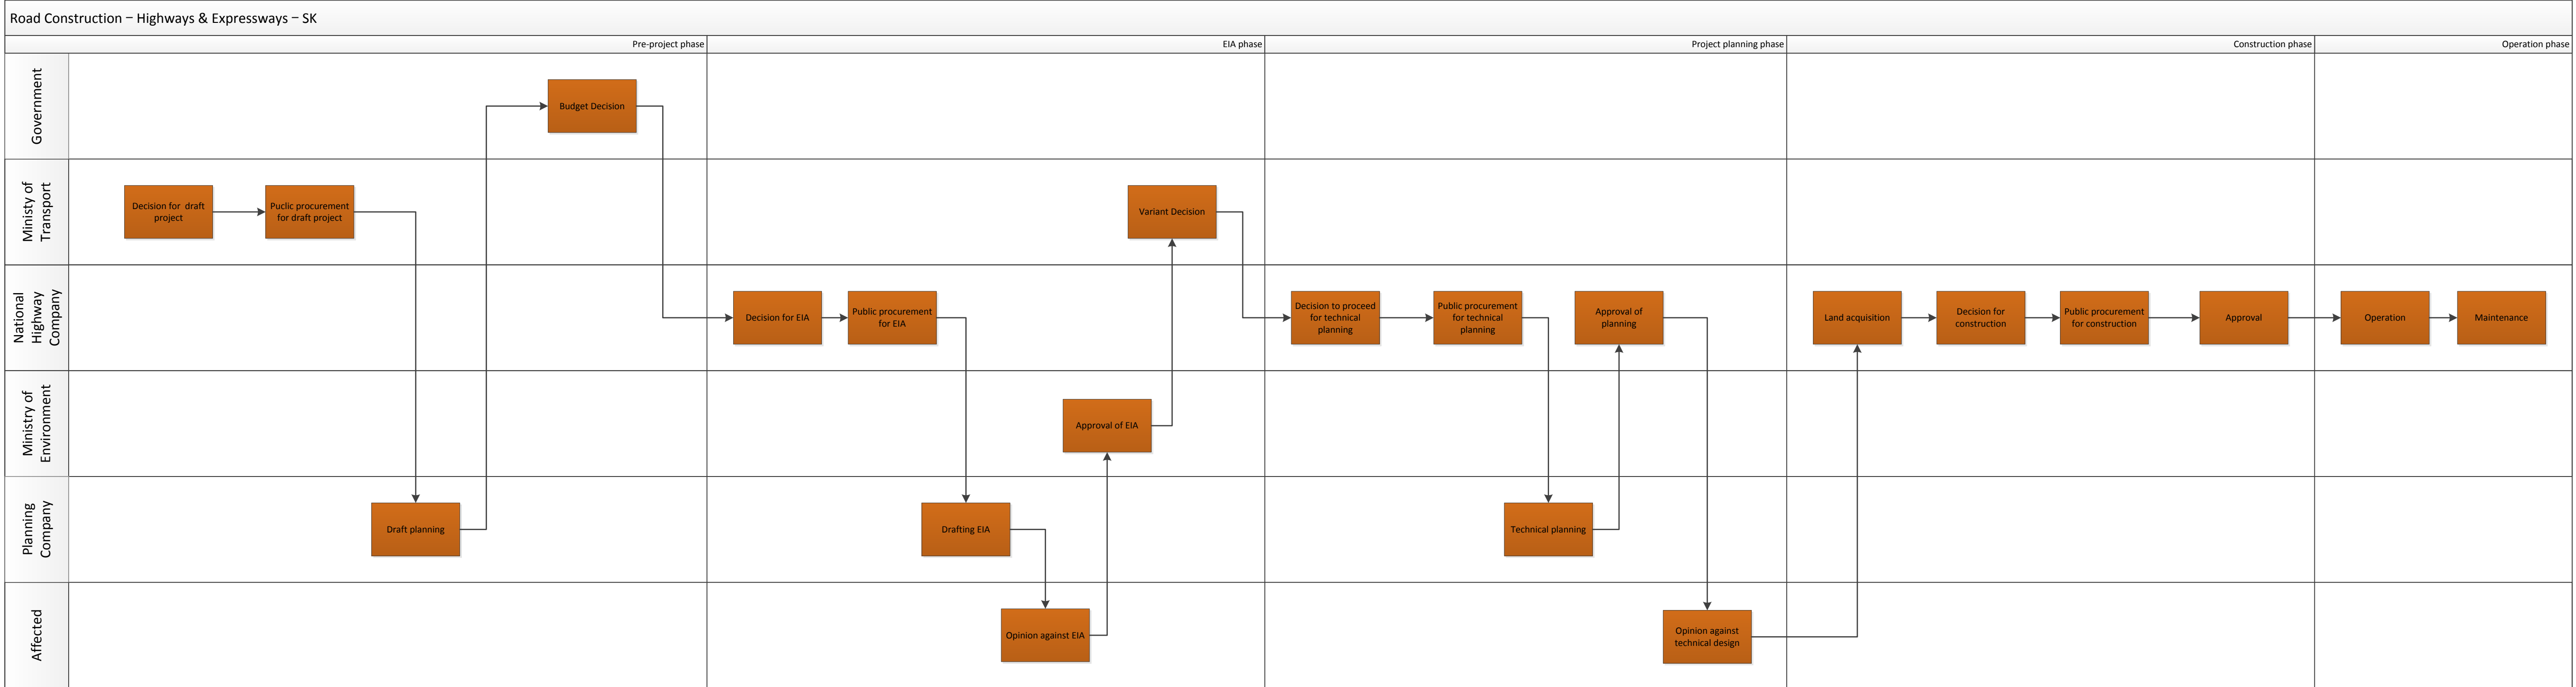 Road Construction – Highways & Expressways – SK
Pre-project phase
EIA phase
Project planning phase
Construction phase
Operation phase
Government
Budget Decision
Ministy of
Transport
Decision for draft
project
Puclic procurement
for draft project
Variant Decision
National
Highway
Company
Decision for EIA
Public procurement
for EIA
Decision to proceed
for technical
planning
Public procurement
for technical
planning
Approval of
planning
Land acquisition
Decision for
construction
Public procurement
for construction
Approval
Operation
Maintenance
Ministry of
Environment
Approval of EIA
Planning
Company
Draft planning
Drafting EIA
Technical planning
Affected
Opinion against EIA
Opinion against
technical design